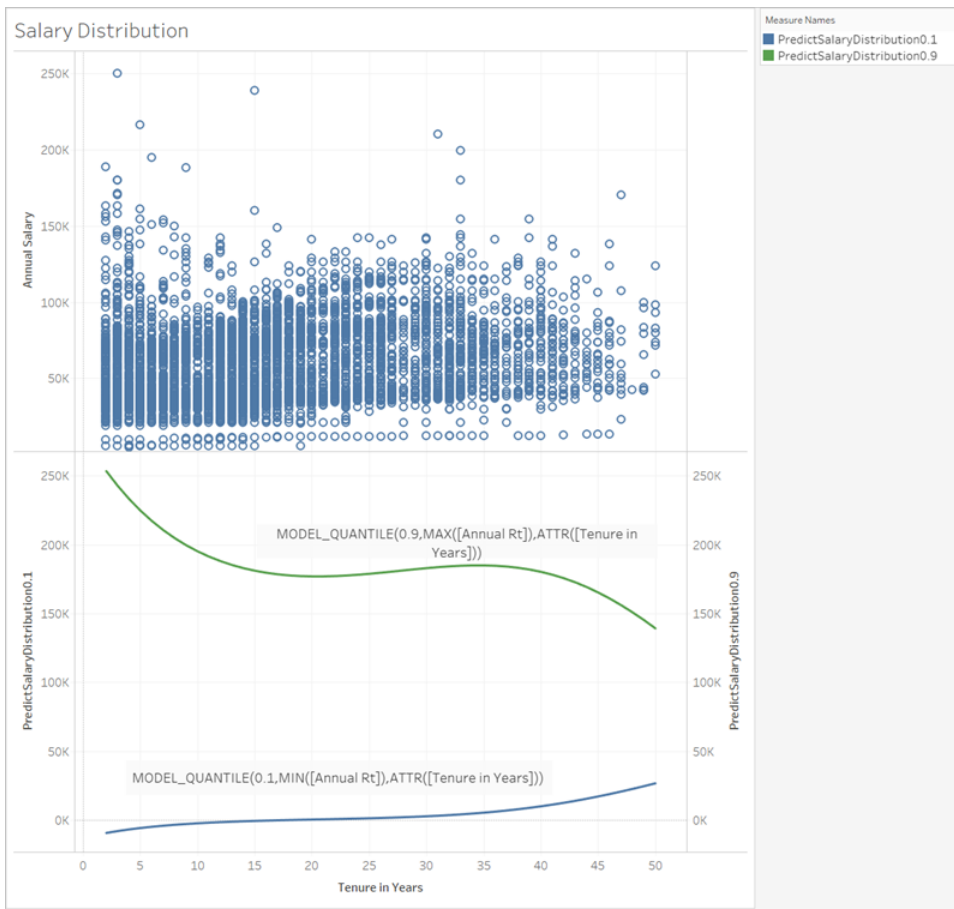 Salary Distribution
Measure Names
PredictSalaryDistribution0.1
PredictSalaryDistribution0.9
Annual Salary
250K
200K
150K
100K
50K
PredictSalaryDistribution0.1
250K
200K
150K
100K
50K
0K
MODEL_QUANTILE(0.9,MAX([Annual Rt]),ATTR([Tenure in
Years]))
MODEL_QUANTILE(0.1,MIN([Annual Rt]),ATTR([Tenure in Years]))
250K
200K
150K
100K
50K
0K
PredictSalaryDistribution0.9
0 5 10 15 20 25 30 35 40 45 50
Tenure in Years